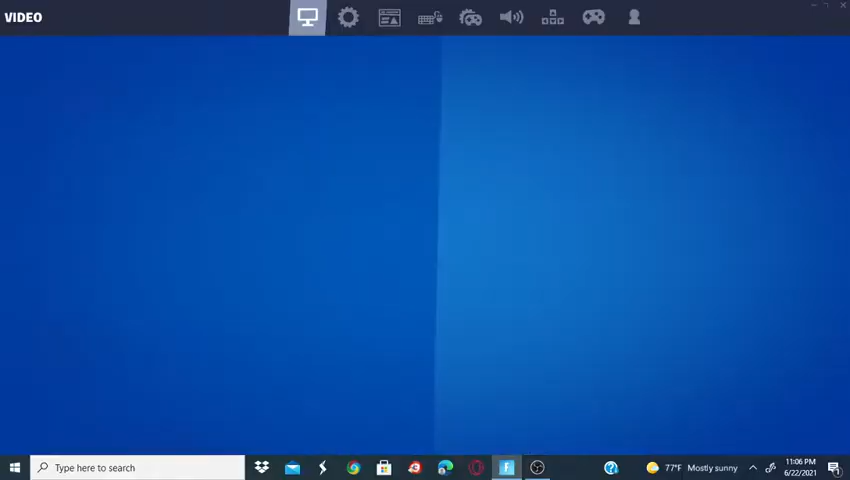 VIDEO
Type here to search
77°F Mostly sunny
11:06 PM
6/22/2021